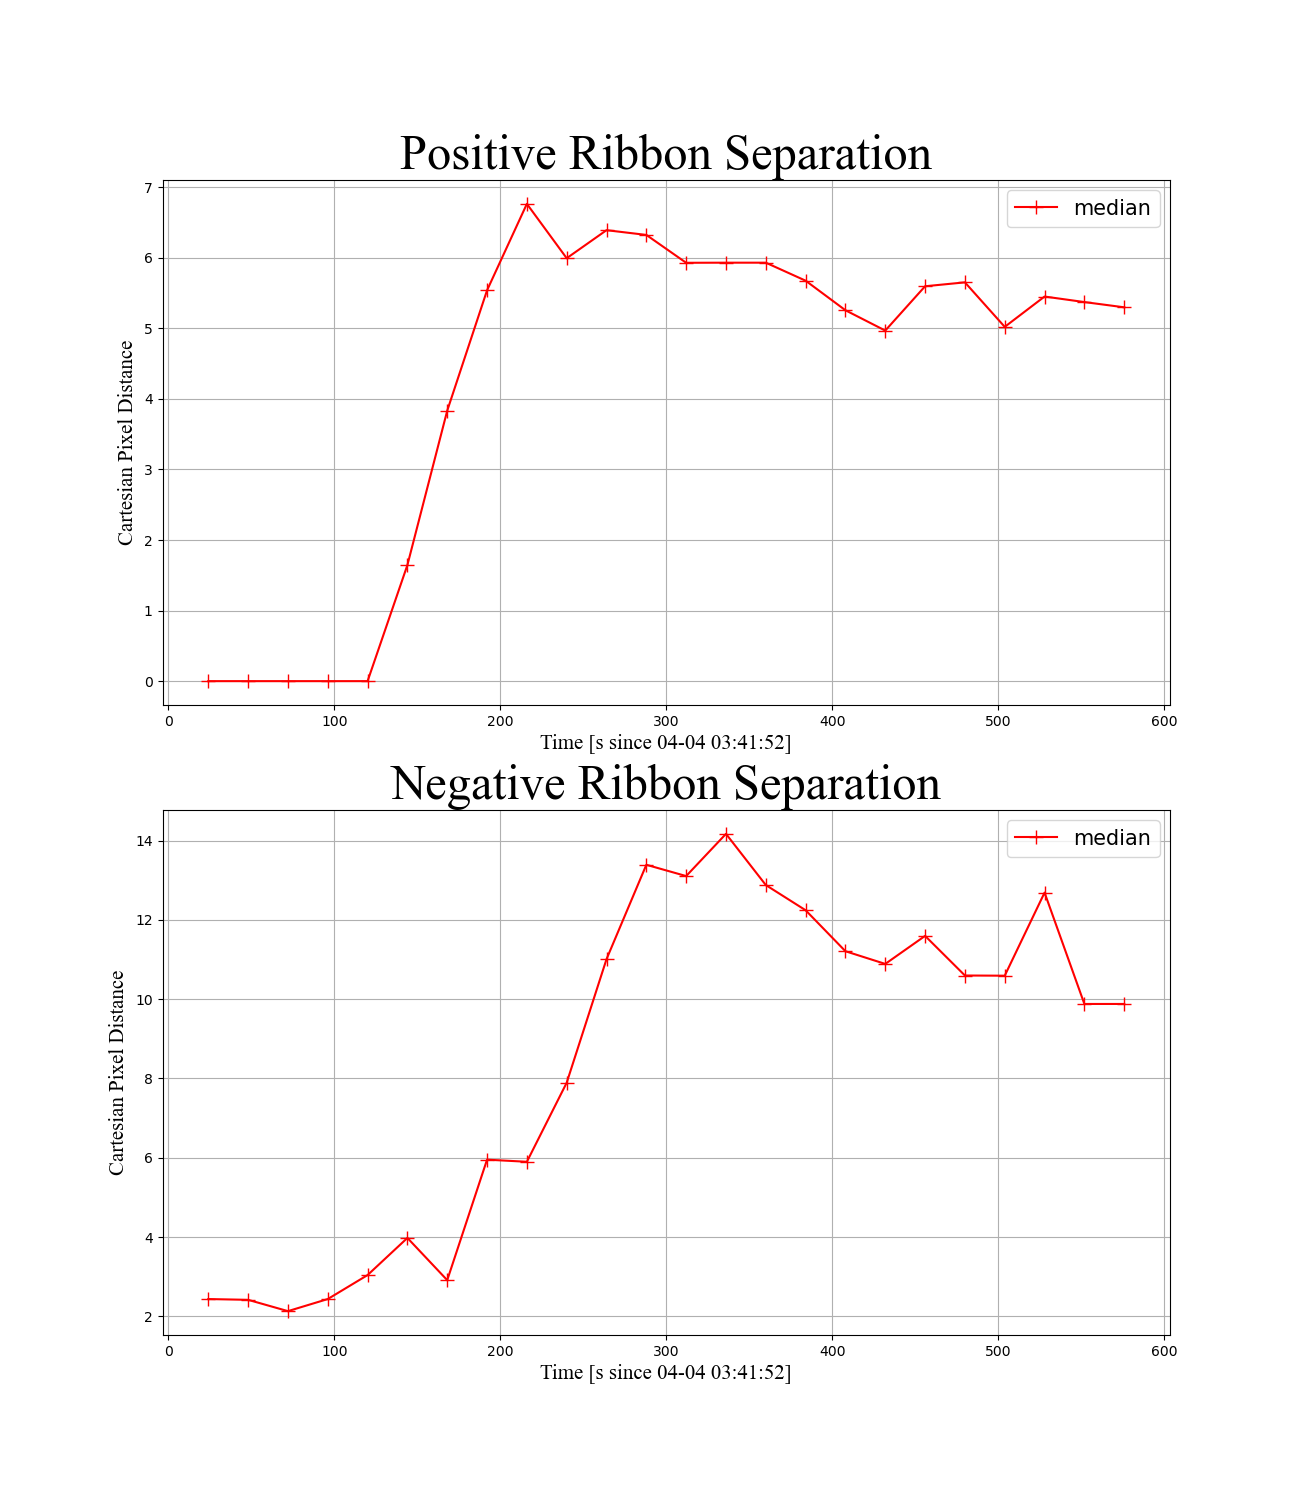 Positive Ribbon Separation
7
6
5
4
3
2
1
0
Cartesian Pixel Distance
median
0 100 200 300 400 500 600
Time [s since 04-04 03:41:52]
Negative Ribbon Separation
14
12
10
8
6
4
2
Cartesian Pixel Distance
median
0 100 200 300 400 500 600
Time [s since 04-04 03:41:52]